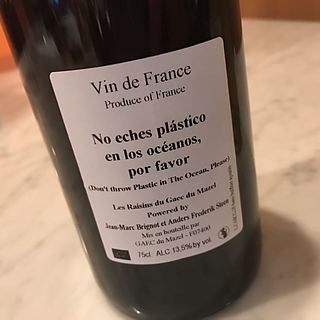 Vin de France
Produce of France
No eches plástico
en los océanos,
por favor
(Don't throw Plastic in The Ocean, Please)
Les Raisins du Gaec du Mazel
Powered by
Jean-Marc Brignot et Anders Frederik Steen
Mis en bouteille par
GAEC du Mazel - F07400
75cl ALC 13,5% by vol